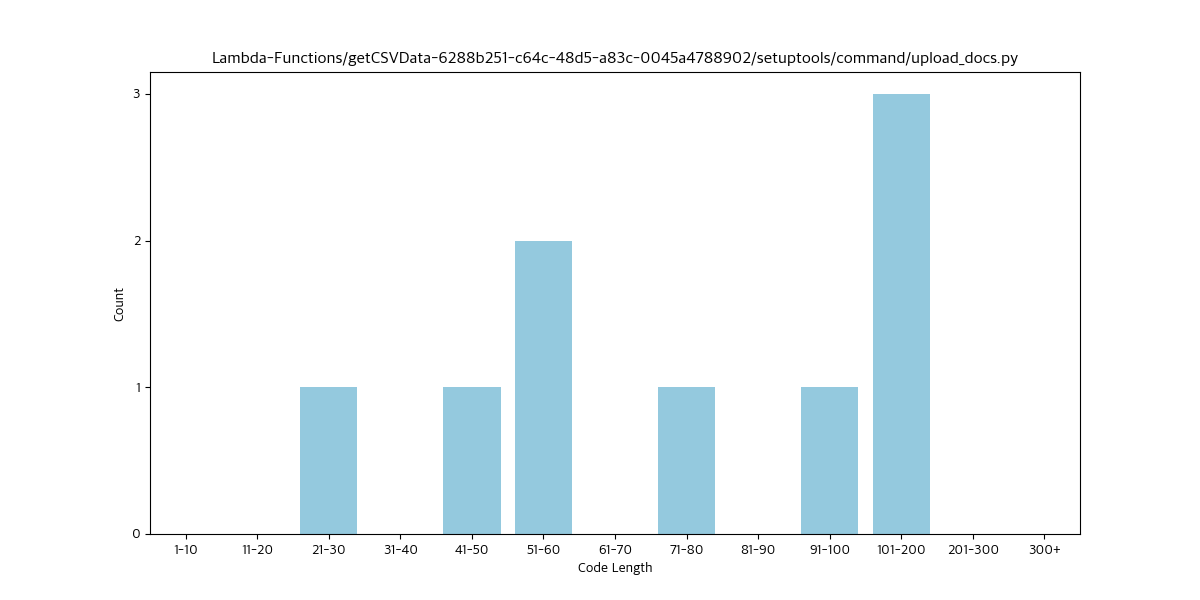 Lambda-Functions/getCSVData-6288b251-c64c-48d5-a83c-0045a4788902/setuptools/command/upload_docs.py
3
2
1
0
Count
1-10 11-20 21-30 31-40 41-50 51-60 61-70 71-80 81-90 91-100 101-200 201-300 300+
Code Length